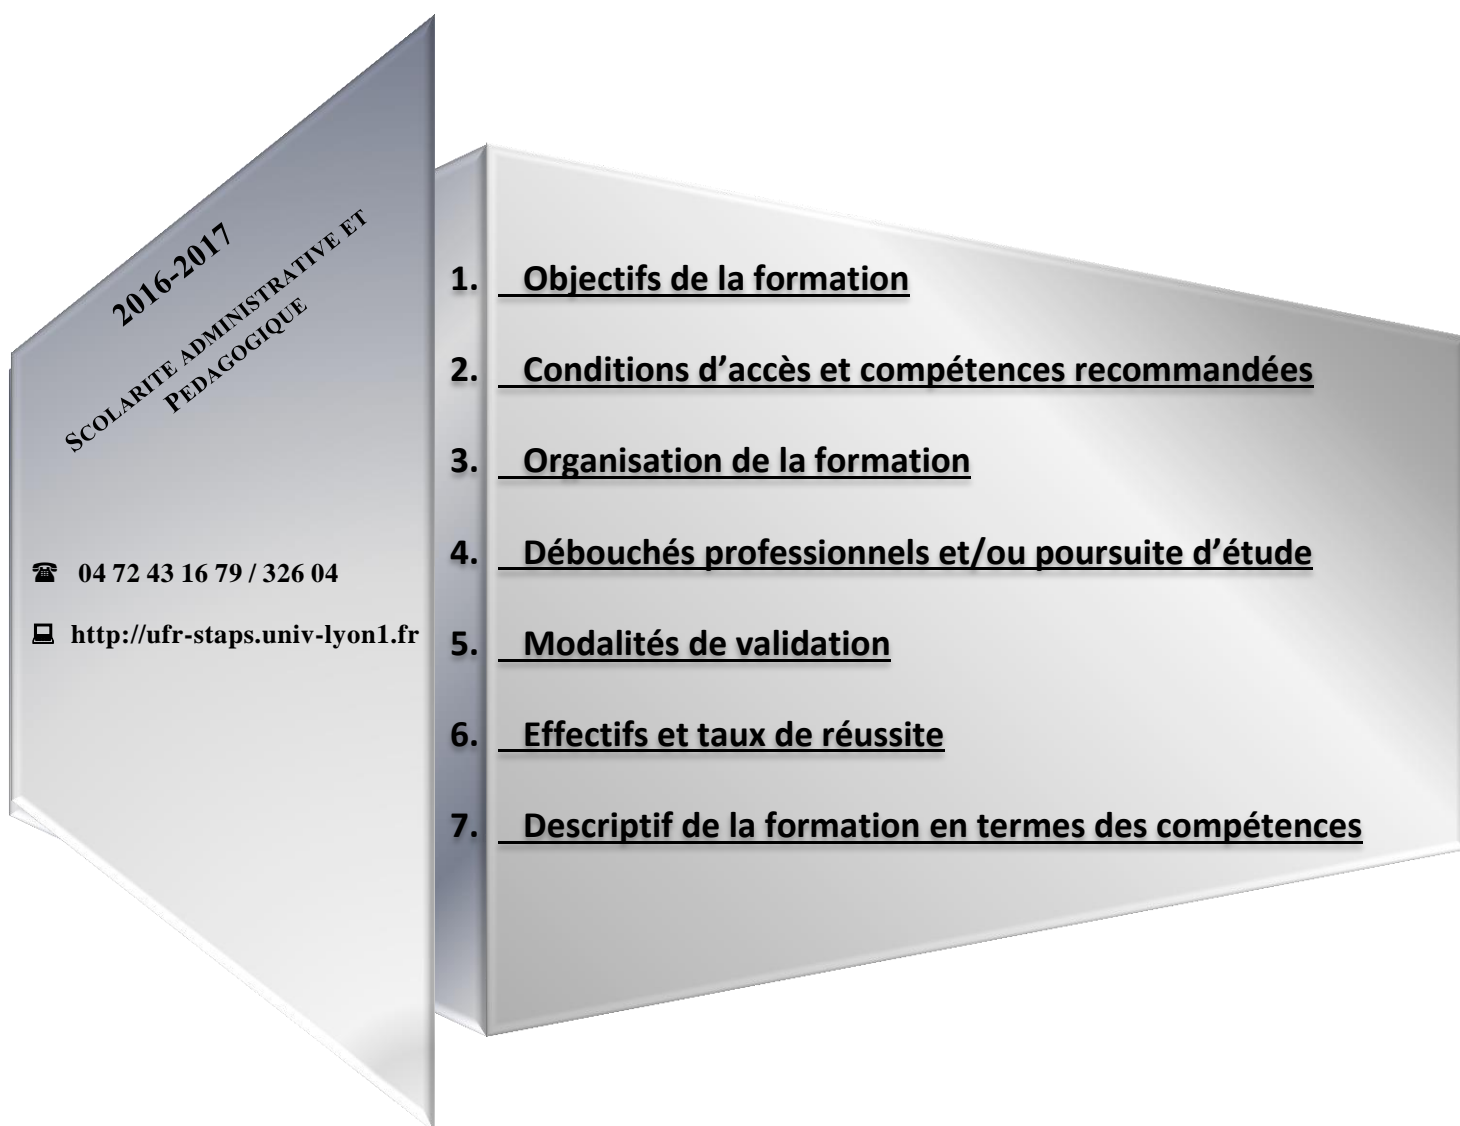 2016-2017
SCOLARITE ADMINISTRATIVE ET
PEDAGOGIQUE
☎ 04 72 43 16 79 / 326 04
💻 http://ufr-staps.univ-lyon1.fr
1. Objectifs de la formation
2. Conditions d’accès et compétences recommandées
3. Organisation de la formation
4. Débouchés professionnels et/ou poursuite d’étude
5. Modalités de validation
6. Effectifs et taux de réussite
7. Descriptif de la formation en termes des compétences